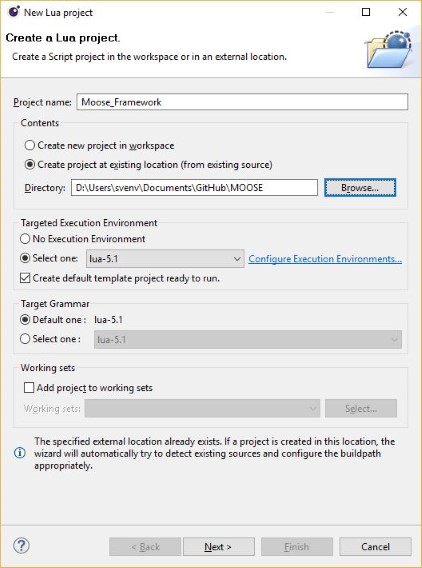 New Lua project
Create a Lua project.
Create a Script project in the workspace or in an external location.
Project name: Moose_Framework
Contents
Create new project in workspace
Create project at existing location (from existing source)
Directory: D:\Users\svenv\Documents\GitHub\MOOSE Browse...
Targeted Execution Environment
No Execution Environment
Select one: lua-5.1 Configure Execution Environments...
Create default template project ready to run.
Target Grammar
Default one : lua-5.1
Select one : lua-5.1
Working sets
Add project to working sets
Working sets: Select...
The specified external location already exists. If a project is created in this location, the
wizard will automatically try to detect existing sources and configure the buildpath
appropriately.
? < Back Next > Finish Cancel